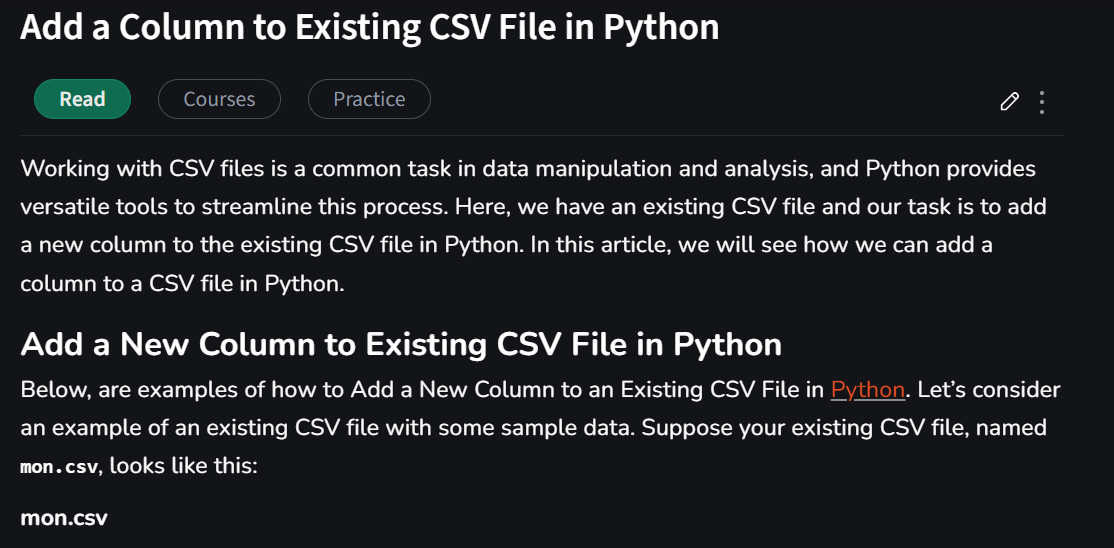 Add a Column to Existing CSV File in Python
Read
Courses
Practice
Working with CSV files is a common task in data manipulation and analysis, and Python provides
versatile tools to streamline this process. Here, we have an existing CSV file and our task is to add
a new column to the existing CSV file in Python. In this article, we will see how we can add a
column to a CSV file in Python.
Add a New Column to Existing CSV File in Python
Below, are examples of how to Add a New Column to an Existing CSV File in Python. Let’s consider
an example of an existing CSV file with some sample data. Suppose your existing CSV file, named
mon.csv, looks like this:
mon.csv